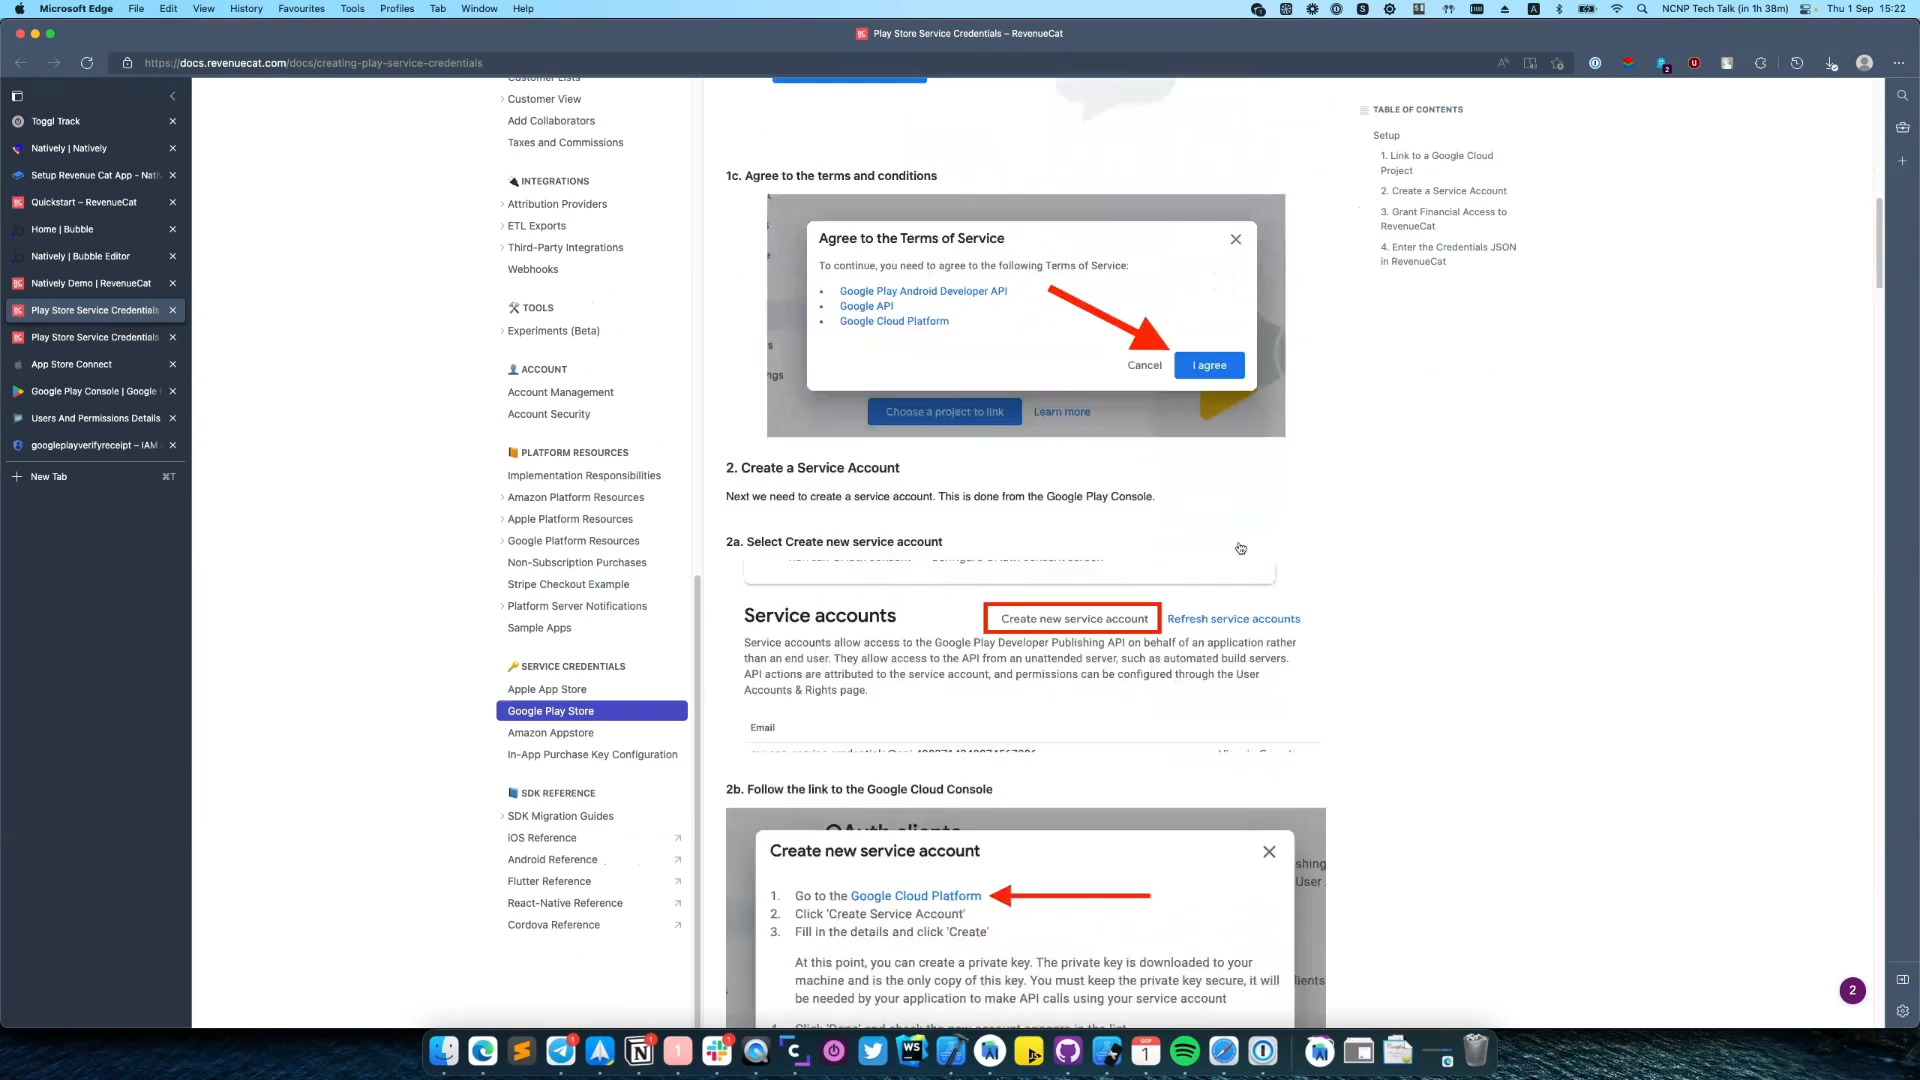 Microsoft Edge File Edit View History Favourites Tools Profiles Tab Window Help
NCNP Tech Talk (in 1h 38m) Thu 1 Sep 15:22
Play Store Service Credentials – RevenueCat
https://docs.revenuecat.com/docs/creating-play-service-credentials
Toggl Track
Natively | Natively
Setup Revenue Cat App - Nati
Quickstart – RevenueCat
Home | Bubble
Natively | Bubble Editor
Natively Demo | RevenueCat
Play Store Service Credentials
Play Store Service Credentials
App Store Connect
Google Play Console | Google
Users And Permissions Details
googleplayverifyreceipt – IAM
New Tab ⌘T
Customer Lists
Customer View
Add Collaborators
Taxes and Commissions
INTEGRATIONS
Attribution Providers
ETL Exports
Third-Party Integrations
Webhooks
TOOLS
Experiments (Beta)
ACCOUNT
Account Management
Account Security
PLATFORM RESOURCES
Implementation Responsibilities
Amazon Platform Resources
Apple Platform Resources
Google Platform Resources
Non-Subscription Purchases
Stripe Checkout Example
Platform Server Notifications
Sample Apps
SERVICE CREDENTIALS
Apple App Store
Google Play Store
Amazon Appstore
In-App Purchase Key Configuration
SDK REFERENCE
SDK Migration Guides
iOS Reference
Android Reference
Flutter Reference
React-Native Reference
Cordova Reference
1c. Agree to the terms and conditions
Agree to the Terms of Service
To continue, you need to agree to the following Terms of Service:
• Google Play Android Developer API
• Google API
• Google Cloud Platform
Cancel I agree
ngs
Choose a project to link Learn more
2. Create a Service Account
Next we need to create a service account. This is done from the Google Play Console.
2a. Select Create new service account
Service accounts Create new service account Refresh service accounts
Service accounts allow access to the Google Play Developer Publishing API on behalf of an application rather
than an end user. They allow access to the API from an unattended server, such as automated build servers.
API actions are attributed to the service account, and permissions can be configured through the User
Accounts & Rights page.
Email
2b. Follow the link to the Google Cloud Console
OAuth clients
Create new service account
shing
User
1. Go to the Google Cloud Platform
2. Click 'Create Service Account'
3. Fill in the details and click 'Create'
At this point, you can create a private key. The private key is downloaded to your
machine and is the only copy of this key. You must keep the private key secure, it will
be needed by your application to make API calls using your service account
lients
TABLE OF CONTENTS
Setup
1. Link to a Google Cloud
Project
2. Create a Service Account
3. Grant Financial Access to
RevenueCat
4. Enter the Credentials JSON
in RevenueCat
2